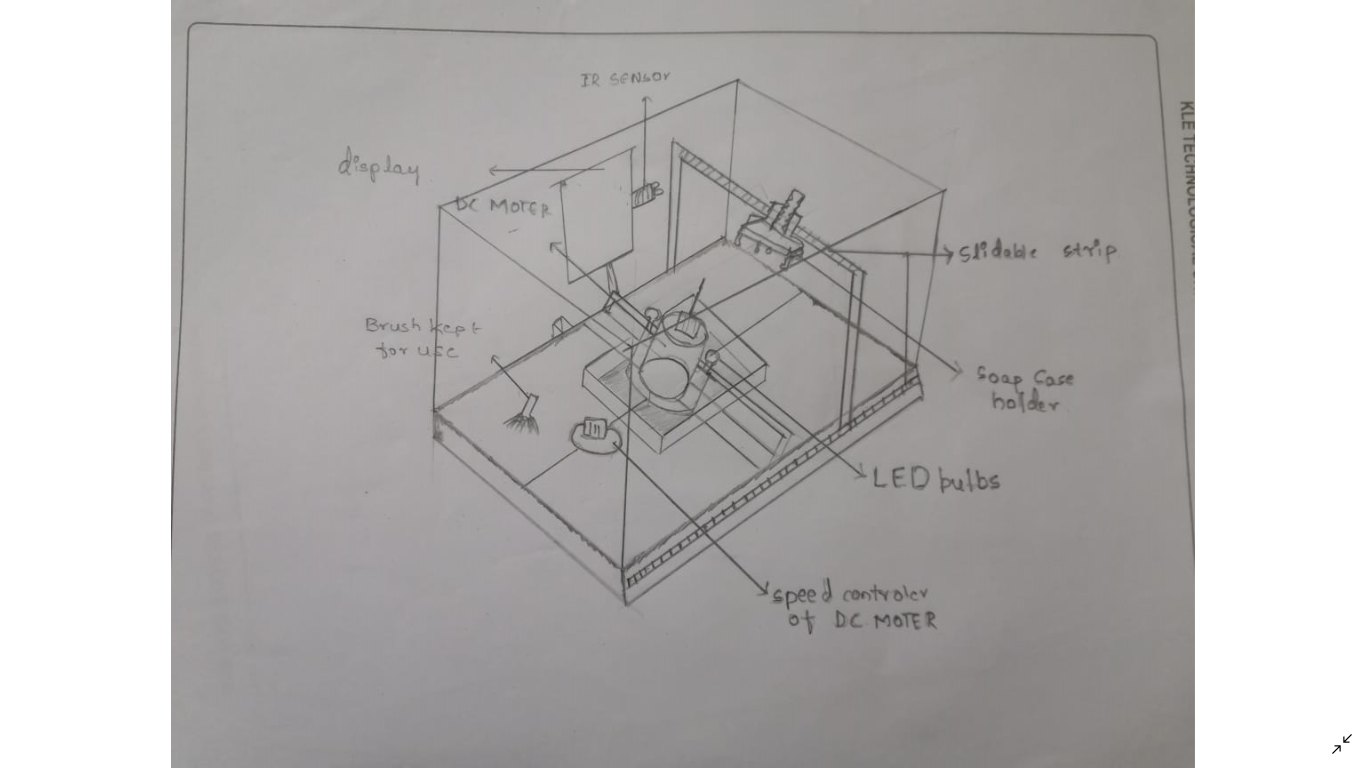 IR SENSOR
display
DC MOTER
Brush kept
for use
slidable strip
soap case
holder
LED bulbs
speed controler
of DC MOTER
KLE TECHNOLOGICAL